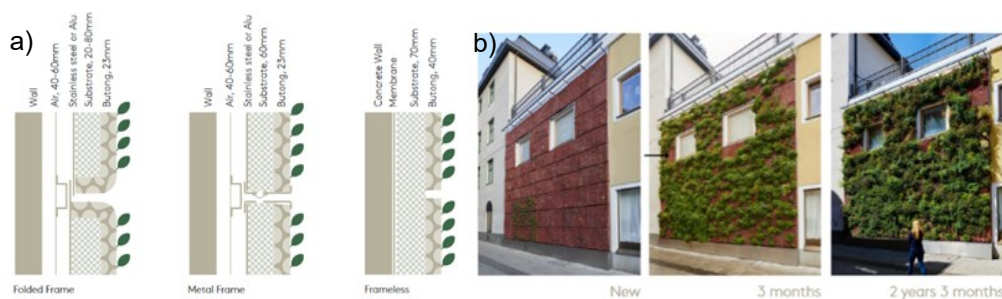 a)
Wall
Air, 40-60mm
Stainless steel or Alu
Substrate, 20-80mm
Butong, 23mm
Folded Frame
Wall
Air, 40-60mm
Stainless steel or Alu
Substrate, 60mm
Butong, 23mm
Metal Frame
Concrete Wall
Membrane
Substrate, 70mm
Butong, 40mm
Frameless
b)
New
3 months
2 years 3 months